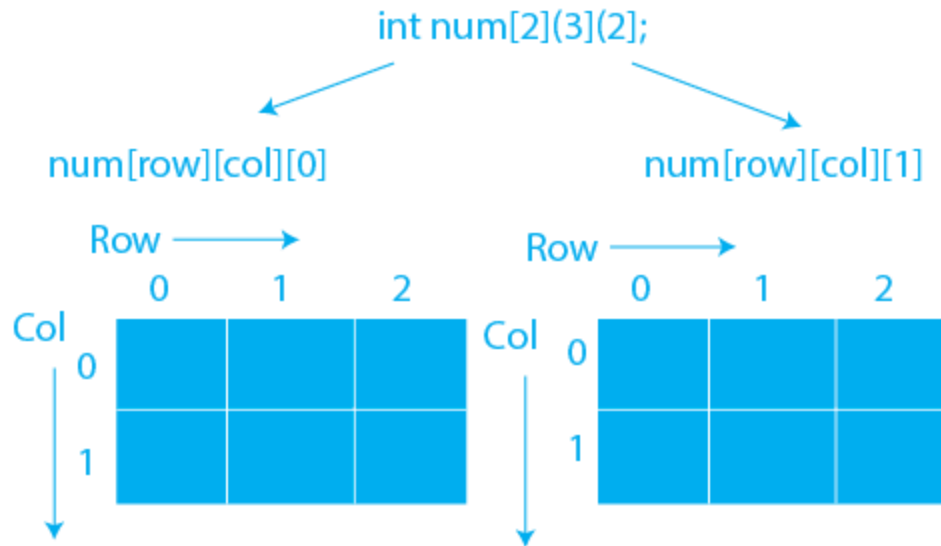 int num[2](3)(2];
num[row][col][0]
num[row][col][1]
Row
0 1 2
Col
0
1
Row
0 1 2
Col
0
1